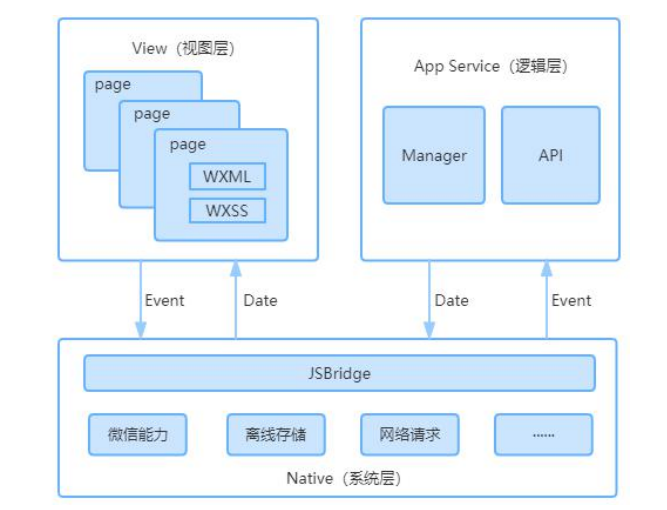 View（视图层）
page
page
page
WXML
WXSS
App Service（逻辑层）
Manager
API
Event
Date
Date
Event
JSBridge
微信能力
离线存储
网络请求
······
Native（系统层）